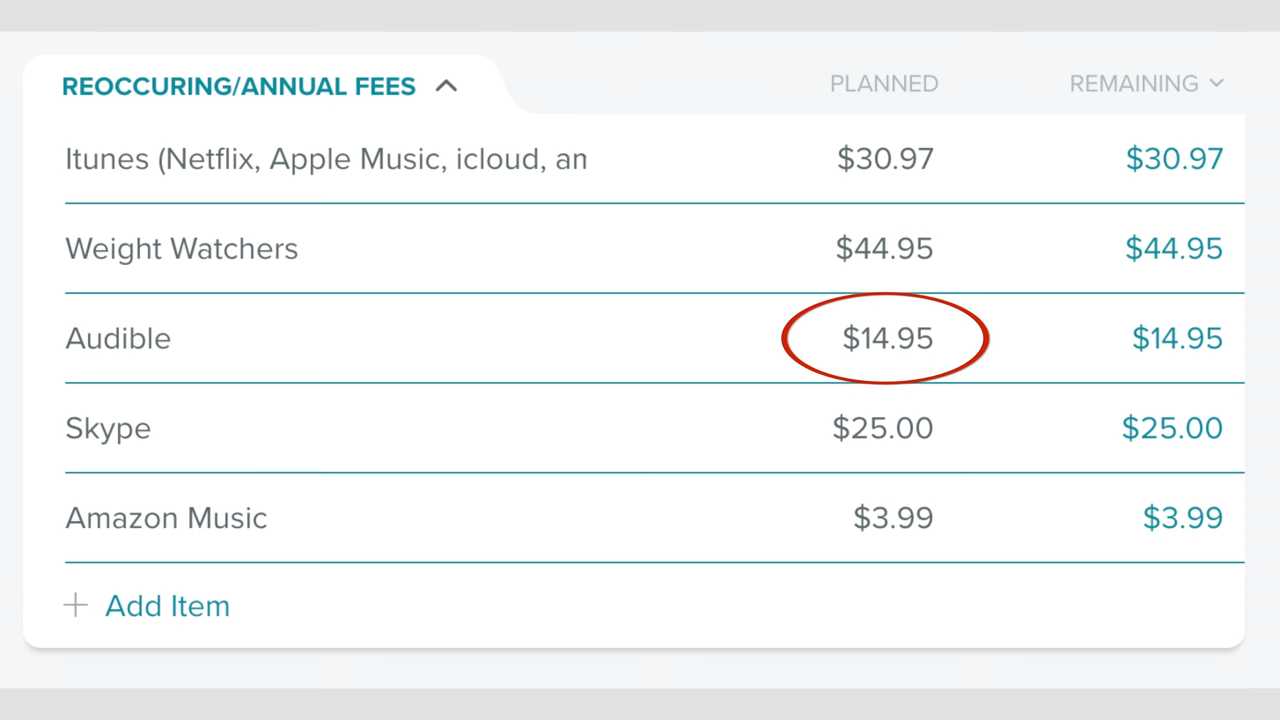 REOCCURING/ANNUAL FEES PLANNED REMAINING
Itunes (Netflix, Apple Music, icloud, an $30.97 $30.97
Weight Watchers $44.95 $44.95
Audible $14.95 $14.95
Skype $25.00 $25.00
Amazon Music $3.99 $3.99
+ Add Item